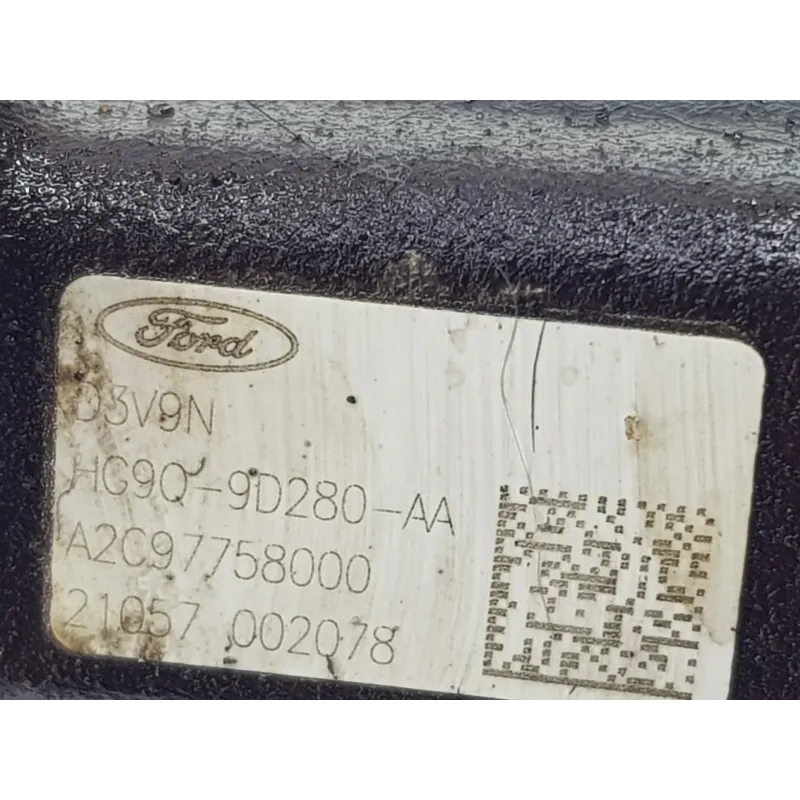 Ford
D3V9N
HG9Q-9D280-AA
A2C97758000
21057 002078